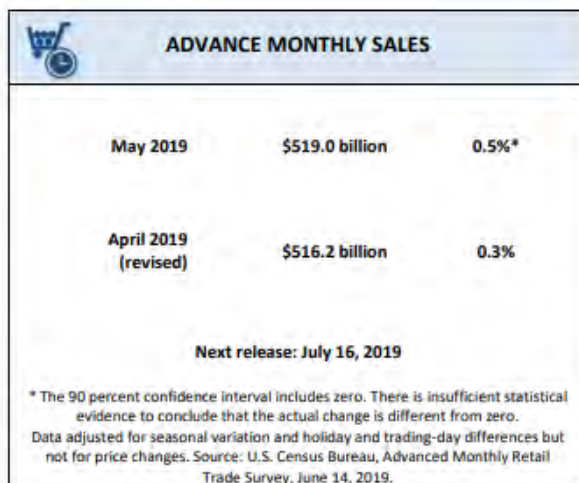 ADVANCE MONTHLY SALES
May 2019 $519.0 billion 0.5%*
April 2019
(revised) $516.2 billion 0.3%
Next release: July 16, 2019
* The 90 percent confidence interval includes zero. There is insufficient statistical
evidence to conclude that the actual change is different from zero.
Data adjusted for seasonal variation and holiday and trading-day differences but
not for price changes. Source: U.S. Census Bureau, Advanced Monthly Retail
Trade Survey, June 14, 2019.